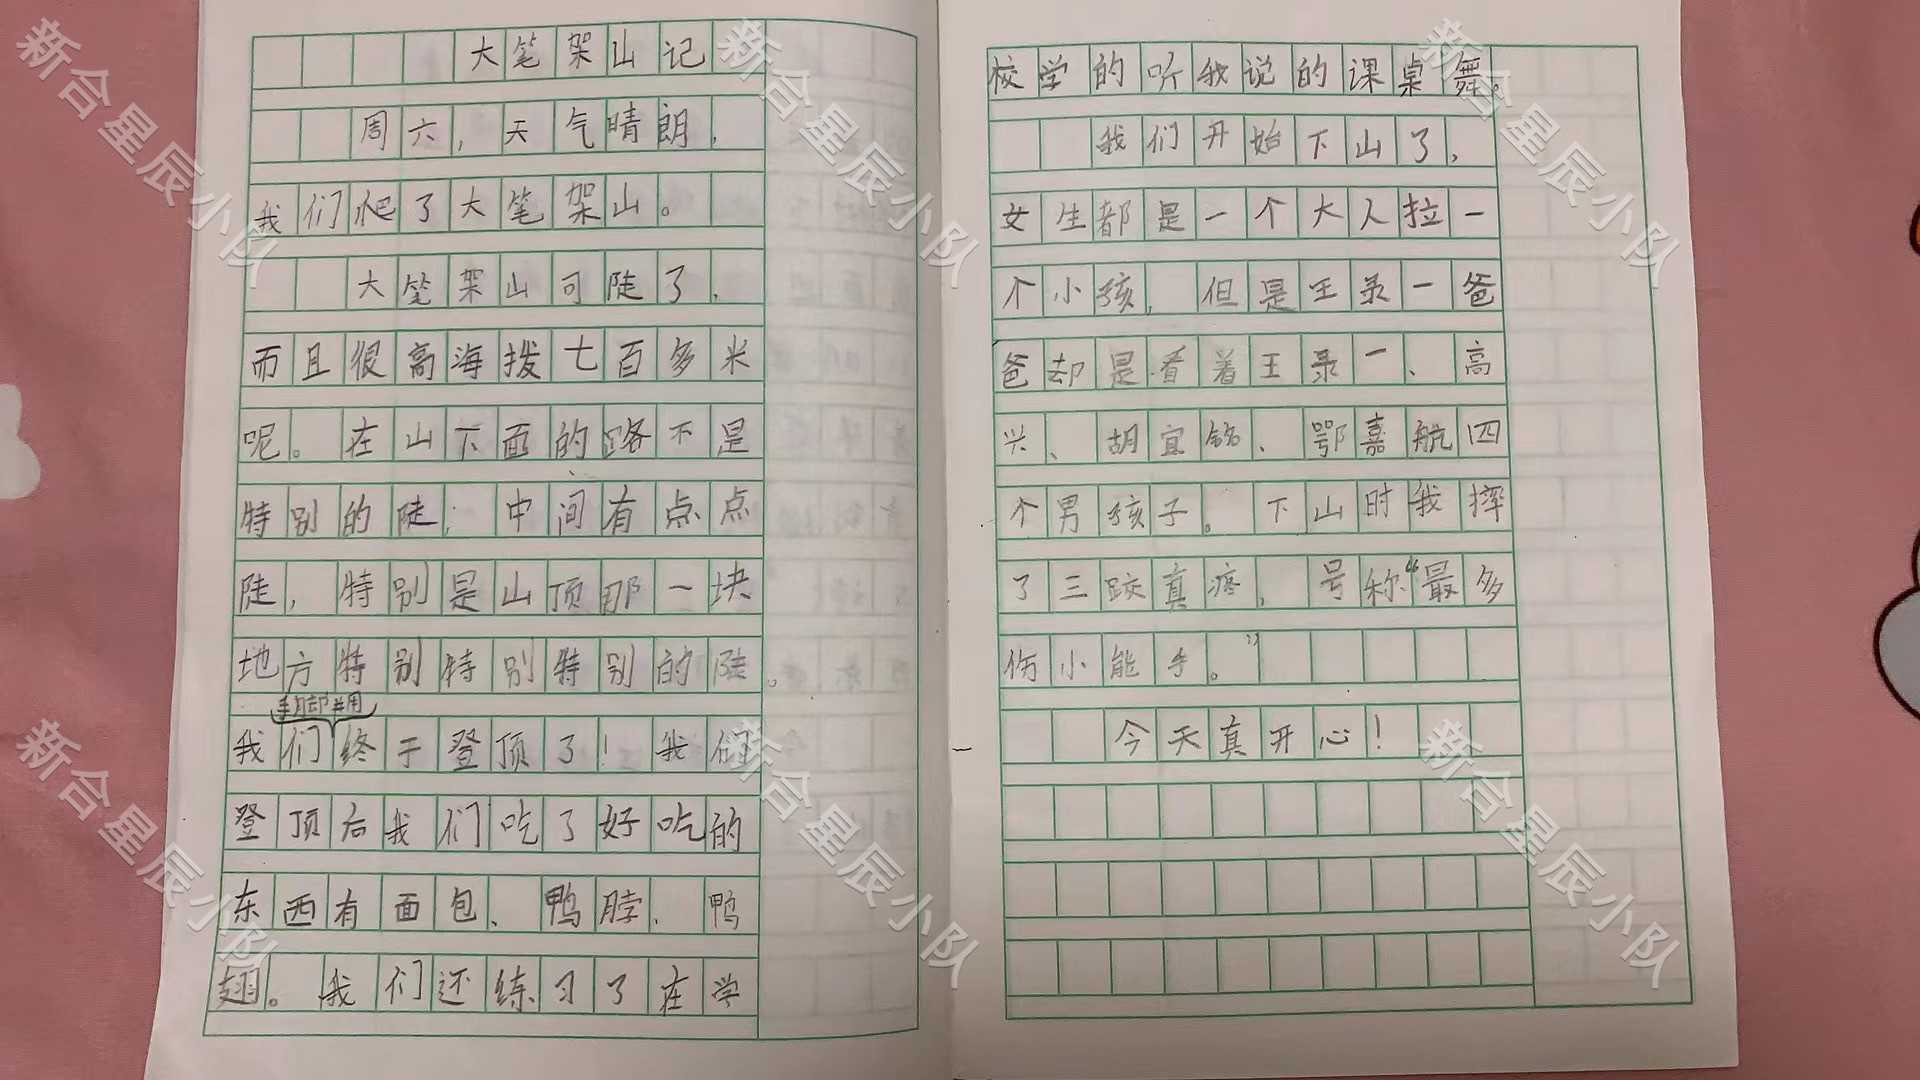 大笔架山记
周六，天气晴朗，
我们爬了大笔架山。
大笔架山可陡了，
而且很高海拨七百多米
呢。在山下面的路不是
特别的陡；中间有点点
陡，特别是山顶那一块
地方特别特别特别的陡。
手脚并用
我们终于登顶了！我们
登顶后我们吃了好吃的
东西有面包、鸭脖、鸭
翅。我们还练习了在学
校学的听我说的课桌舞。
我们开始下山了，
女生都是一个大人拉一
个小孩，但是王录一爸
爸却是看着王录一、高
兴、胡宜铭、鄂嘉航四
个男孩子。下山时我摔
了三跤真疼，号称“最多
伤小能手。”
今天真开心！
新合星辰小队
新合星辰小队
新合星辰小队
新合星辰小队
新合星辰小队
新合星辰小队